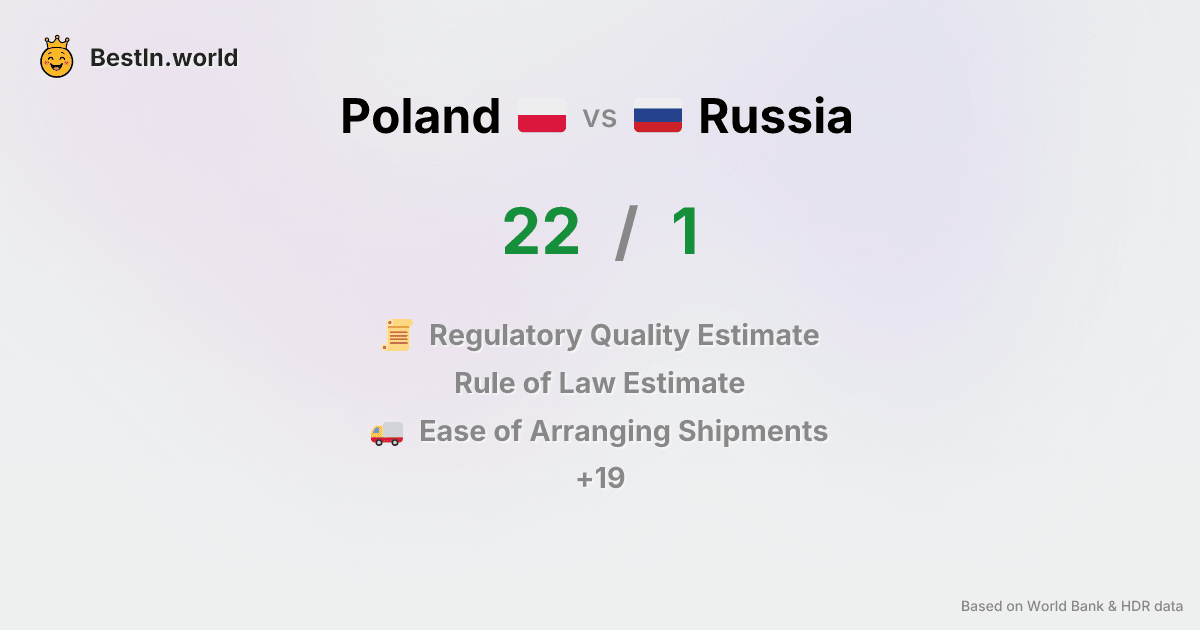 BestIn.world
Poland vs Russia
22 / 1
Regulatory Quality Estimate
Rule of Law Estimate
Ease of Arranging Shipments
+19
Based on World Bank & HDR data